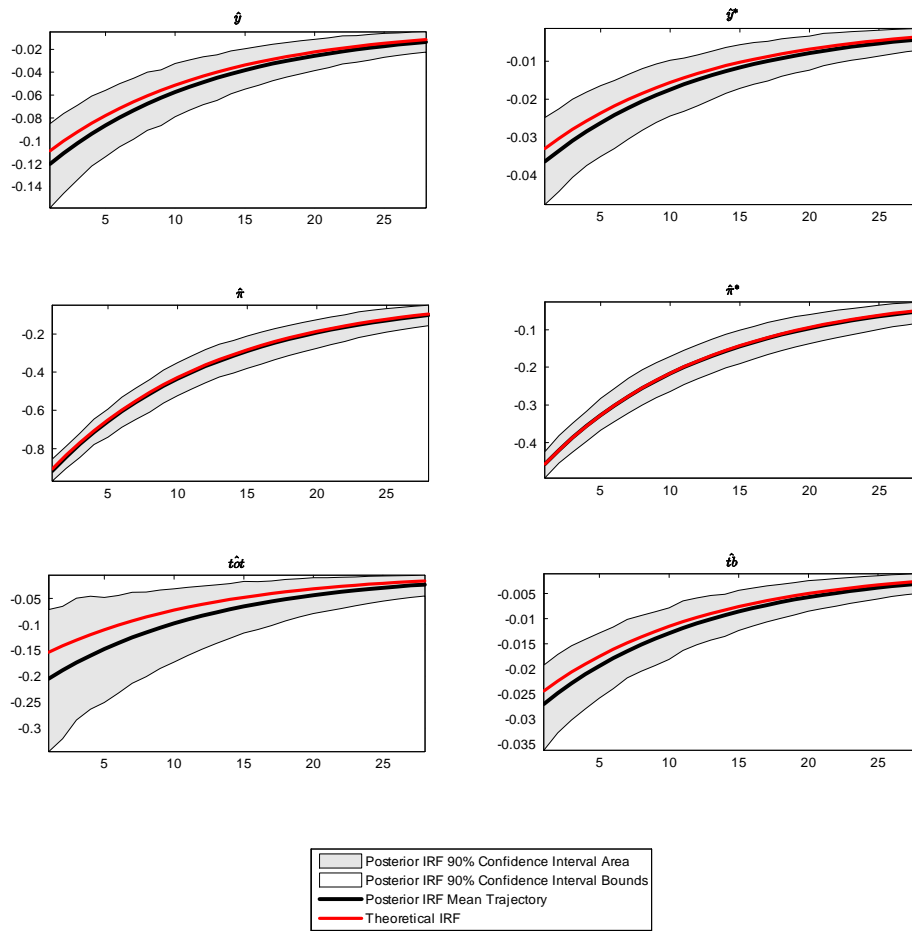 ŷ
-0.02
-0.04
-0.06
-0.08
-0.1
-0.12
-0.14
5 10 15 20 25
ŷ*
-0.01
-0.02
-0.03
-0.04
5 10 15 20 25
π̂
-0.2
-0.4
-0.6
-0.8
5 10 15 20 25
π̂*
-0.1
-0.2
-0.3
-0.4
5 10 15 20 25
tôt
-0.05
-0.1
-0.15
-0.2
-0.25
-0.3
5 10 15 20 25
t̂b
-0.005
-0.01
-0.015
-0.02
-0.025
-0.03
-0.035
5 10 15 20 25
Posterior IRF 90% Confidence Interval Area
Posterior IRF 90% Confidence Interval Bounds
Posterior IRF Mean Trajectory
Theoretical IRF